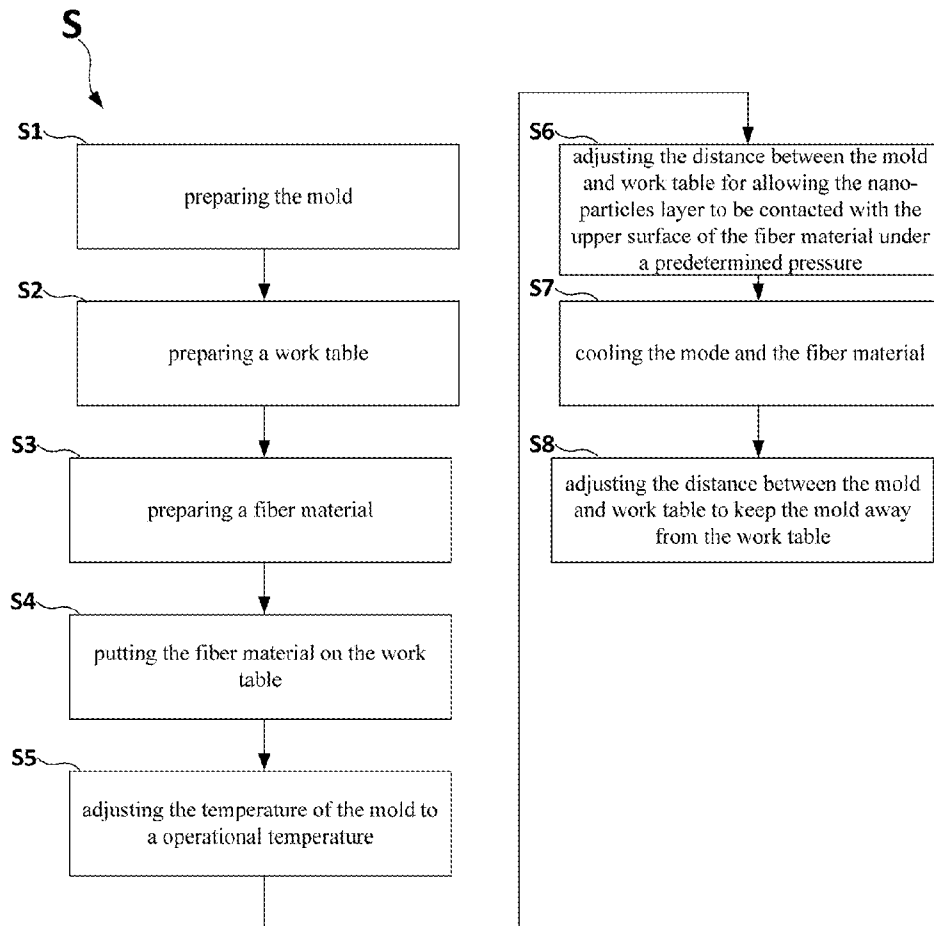 S
S1
preparing the mold
S2
preparing a work table
S3
preparing a fiber material
S4
putting the fiber material on the work
table
S5
adjusting the temperature of the mold to
a operational temperature
S6
adjusting the distance between the mold
and work table for allowing the nano-
particles layer to be contacted with the
upper surface of the fiber material under
a predetermined pressure
S7
cooling the mode and the fiber material
S8
adjusting the distance between the mold
and work table to keep the mold away
from the work table